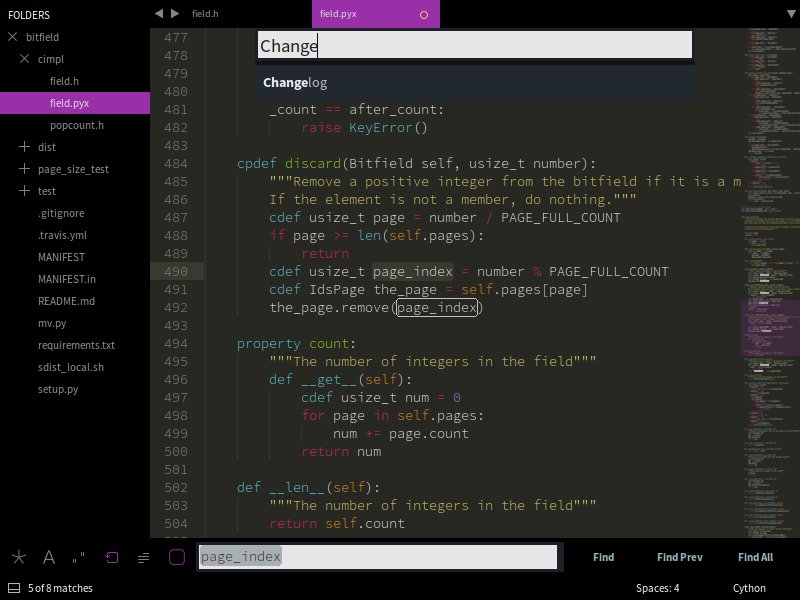 FOLDERS
bitfield
cimpl
field.h
field.pyx
popcount.h
dist
page_size_test
test
.gitignore
.travis.yml
MANIFEST
MANIFEST.in
README.md
mv.py
requirements.txt
sdist_local.sh
setup.py
field.h
field.pyx
Change
Changelog
477
478
479
480
481 _count == after_count:
482 raise KeyError()
483
484 cpdef discard(Bitfield self, usize_t number):
485 """Remove a positive integer from the bitfield if it is a m
486 If the element is not a member, do nothing."""
487 cdef usize_t page = number / PAGE_FULL_COUNT
488 if page >= len(self.pages):
489 return
490 cdef usize_t page_index = number % PAGE_FULL_COUNT
491 cdef IdsPage the_page = self.pages[page]
492 the_page.remove(page_index)
493
494 property count:
495 """The number of integers in the field"""
496 def __get__(self):
497 cdef usize_t num = 0
498 for page in self.pages:
499 num += page.count
500 return num
501
502 def __len__(self):
503 """The number of integers in the field"""
504 return self.count
page_index
Find
Find Prev
Find All
5 of 8 matches
Spaces: 4
Cython